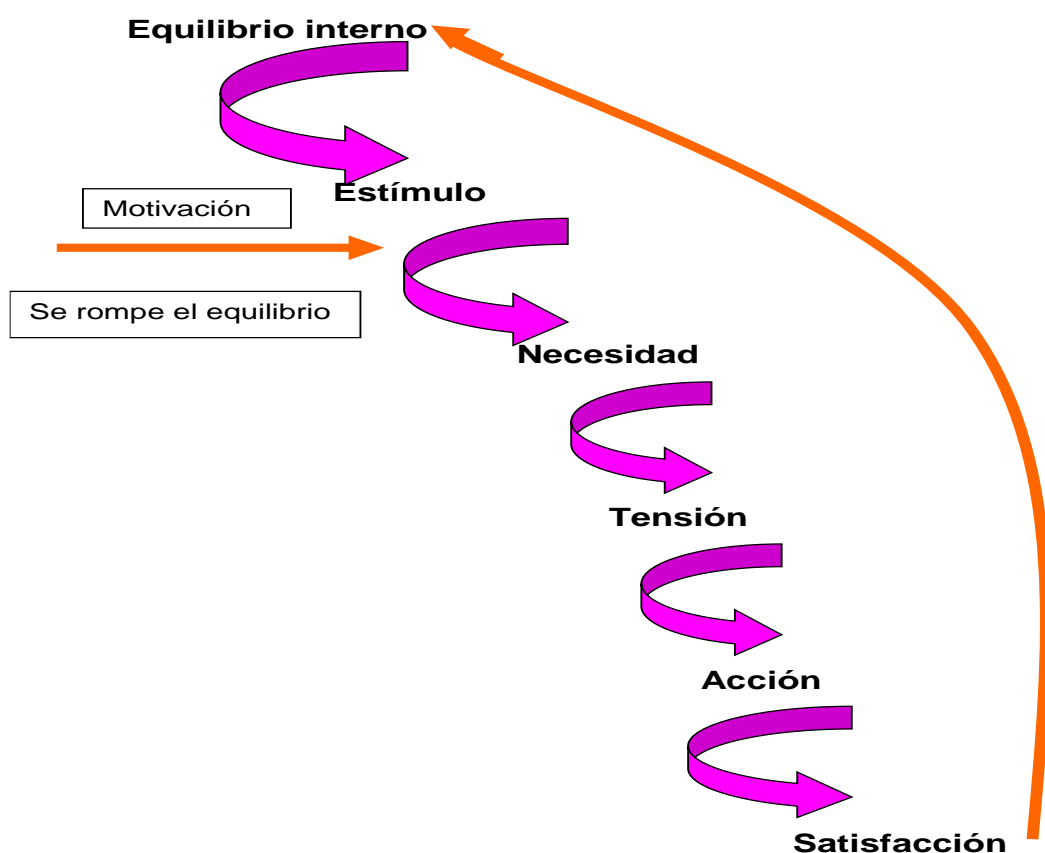 Equilibrio interno
Estímulo
Motivación
Se rompe el equilibrio
Necesidad
Tensión
Acción
Satisfacción